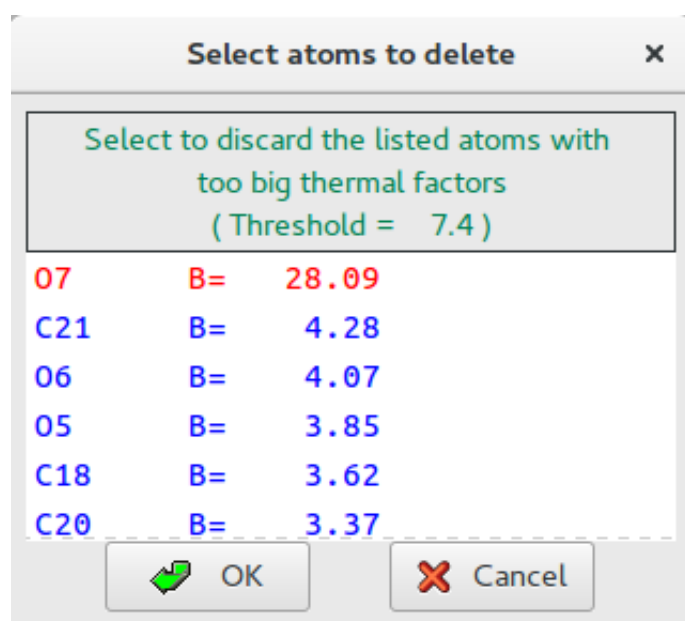 Select atoms to delete
Select to discard the listed atoms with
too big thermal factors
( Threshold = 7.4 )
O7 B= 28.09
C21 B= 4.28
O6 B= 4.07
O5 B= 3.85
C18 B= 3.62
C20 B= 3.37
OK Cancel